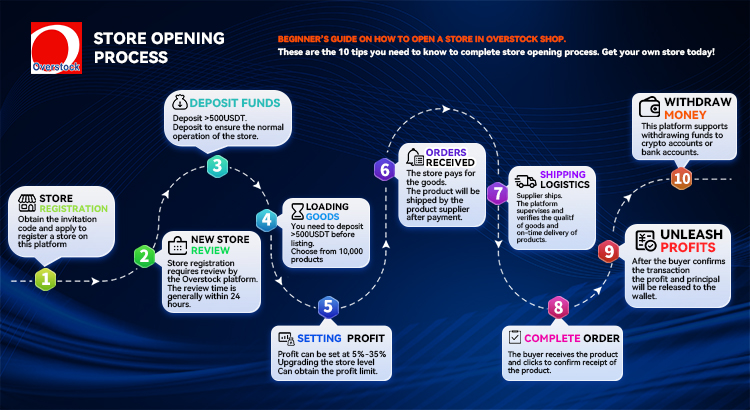 Overstock
STORE OPENING
PROCESS
BEGINNER'S GUIDE ON HOW TO OPEN A STORE IN OVERSTOCK SHOP.
These are the 10 tips you need to know to complete store opening process. Get your own store today!
STORE
REGISTRATION
Obtain the invitation
code and apply to
register a store on
this platform
1
2
NEW STORE
REVIEW
Store registration
requires review by
the Overstock platform.
The review time is
generally within 24
hours.
DEPOSIT FUNDS
Deposit >500USDT.
Deposit to ensure the normal
operation of the store.
3
4
LOADING
GOODS
You need to deposit
>500USDT before
listing.
Choose from 10,000
products
5
SETTING PROFIT
Profit can be set at 5%-35%
Upgrading the store level
Can obtain the profit limit.
6
ORDERS
RECEIVED
The store pays for
the goods.
The product will be
shipped by the
product supplier
after payment.
7
SHIPPING
LOGISTICS
Supplier ships.
The platform
supervises and
verifies the qualit
of goods and
on-time delivery of
products.
8
COMPLETE ORDER
The buyer receives the product
and clicks to confirm receipt of
the product.
9
UNLEASH
PROFITS
After the buyer confirms
the transaction
the profit and principal
will be released to the
wallet.
WITHDRAW
MONEY
This platform supports
withdrawing funds to
crypto accounts or
bank accounts.
10